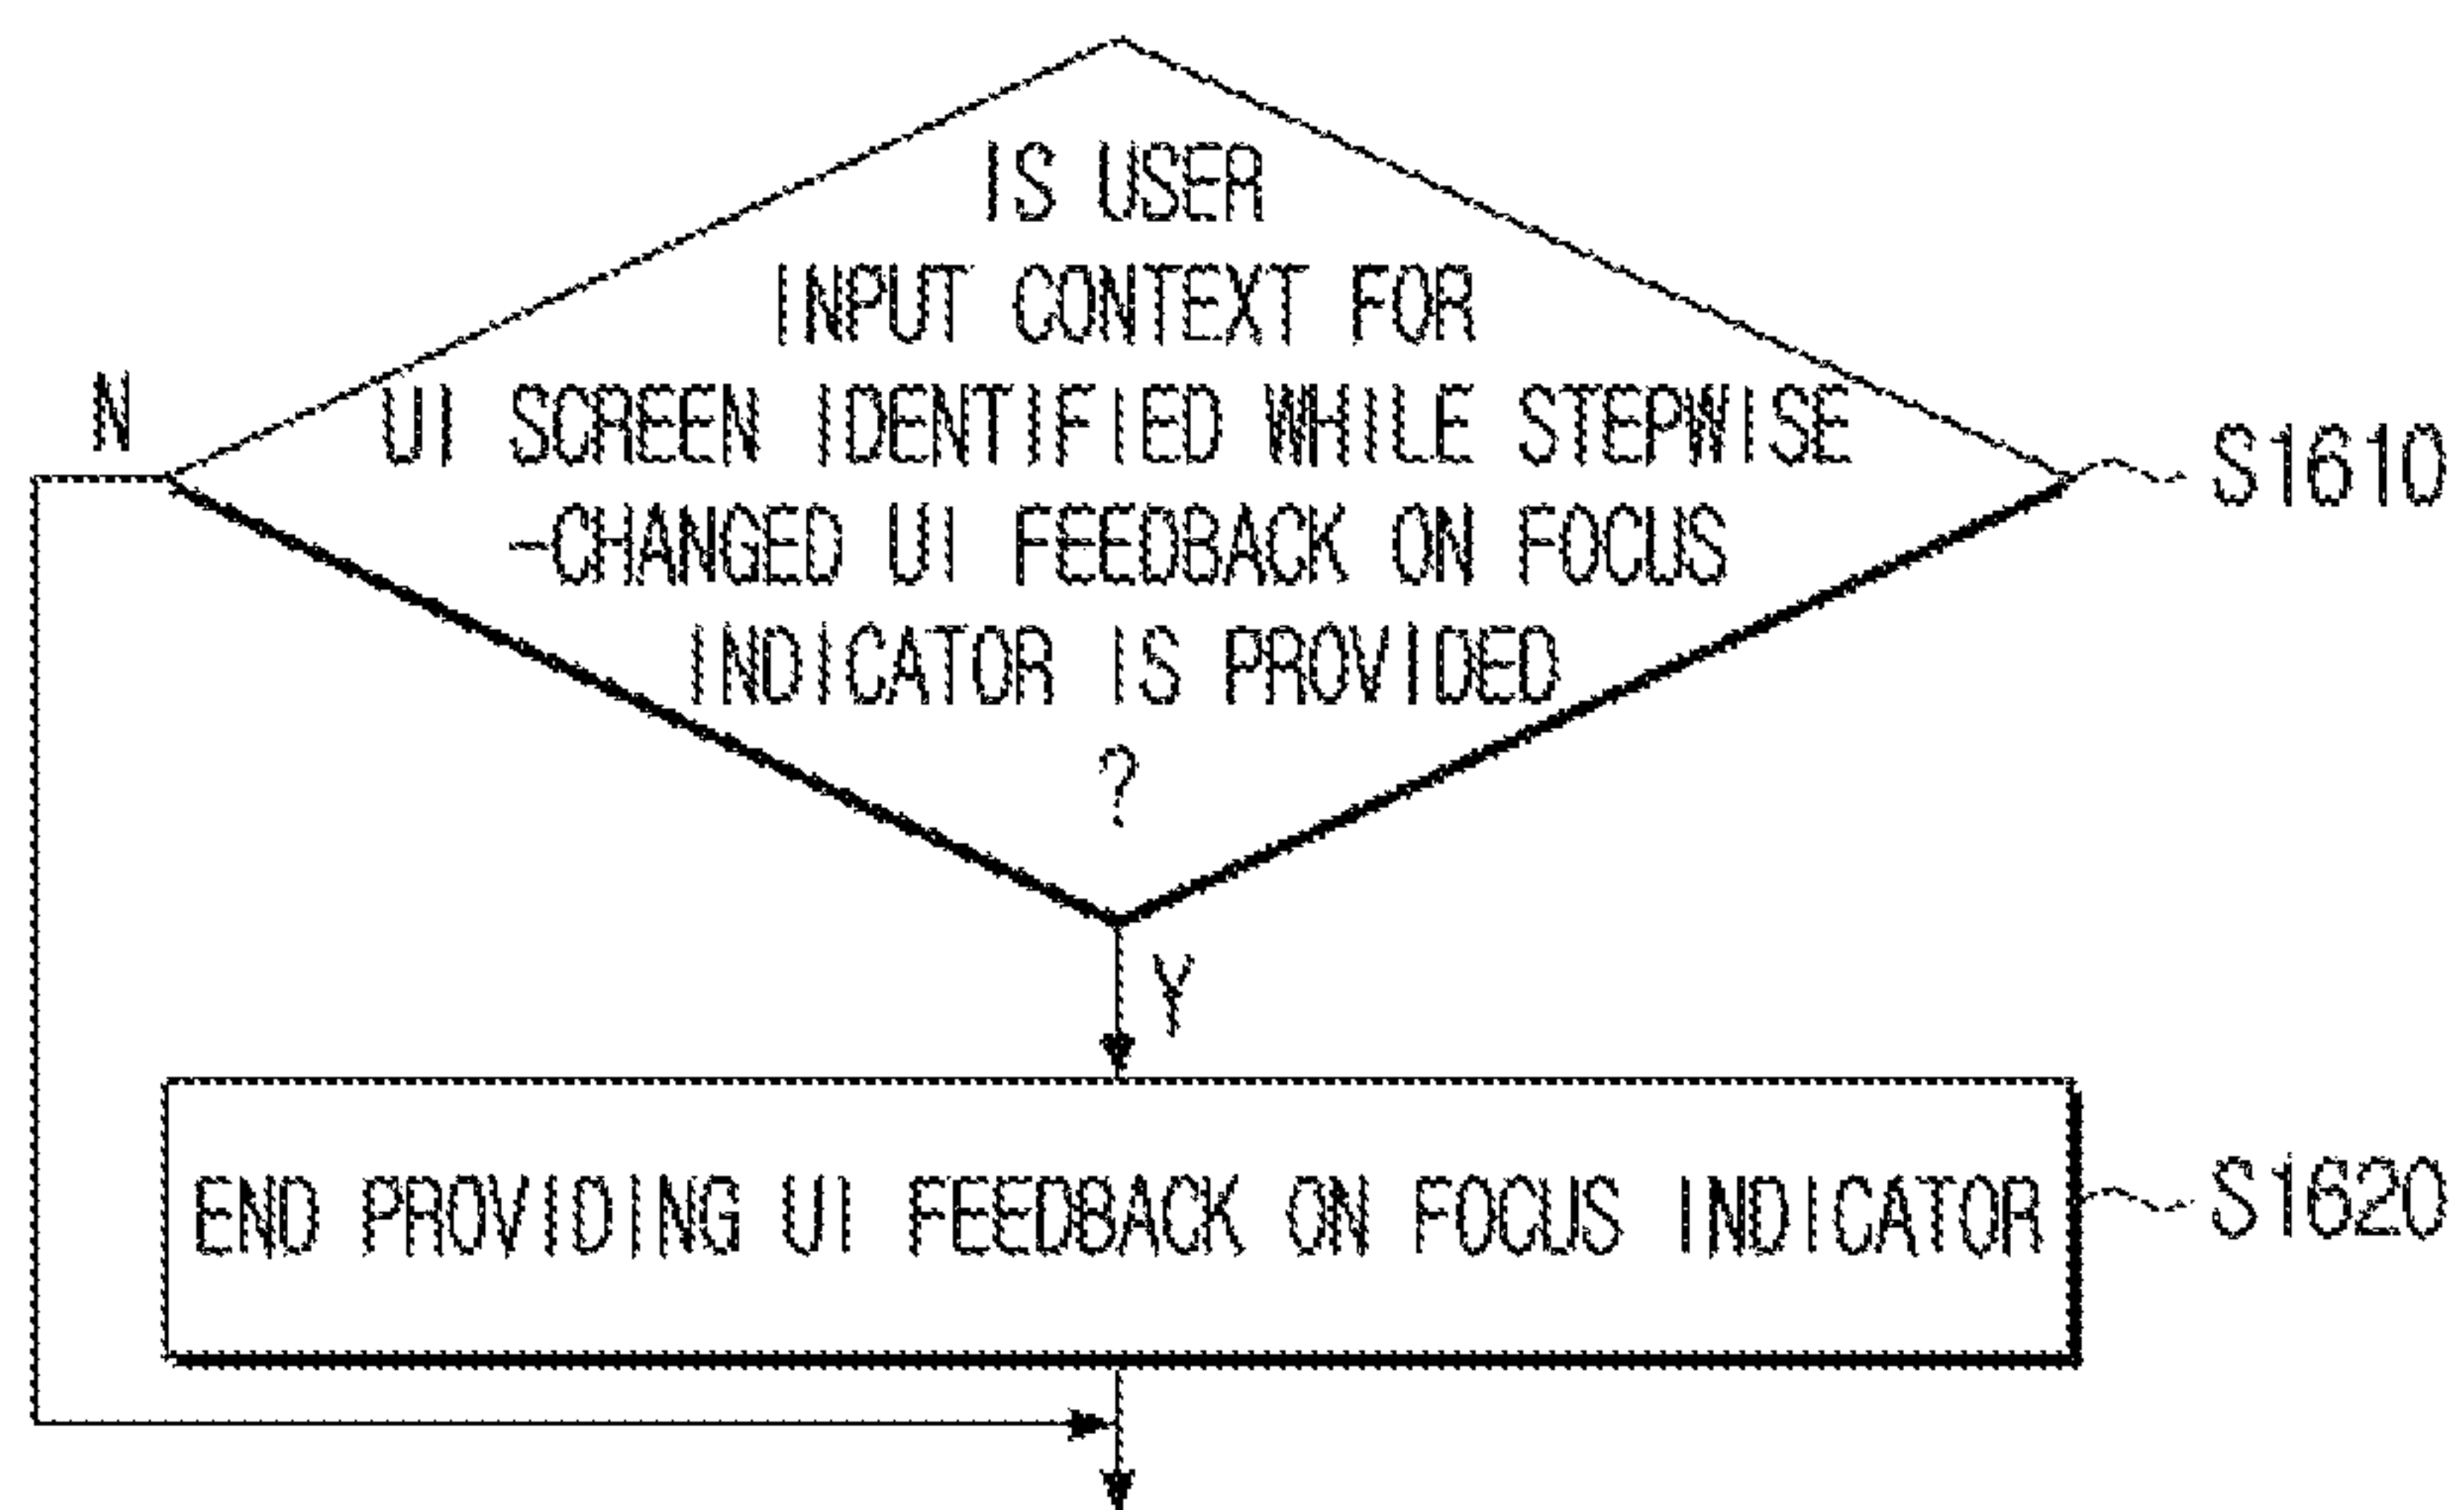 IS USER
INPUT CONTEXT FOR
N
UI SCREEN IDENTIFIED WHILE STEPWISE
S1610
-CHANGED UI FEEDBACK ON FOCUS
INDICATOR IS PROVIDED
?
Y
END PROVIDING UI FEEDBACK ON FOCUS INDICATOR
S1620